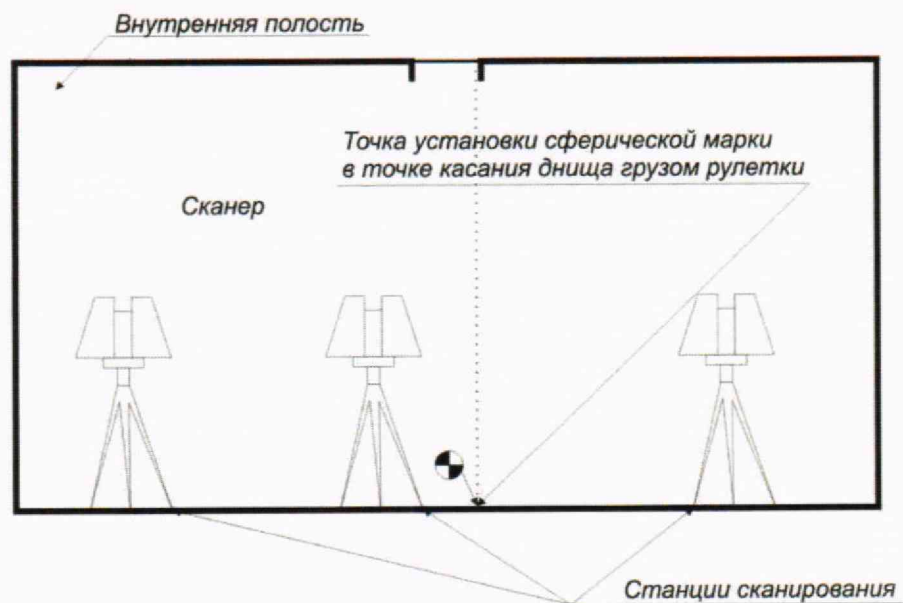 Внутренняя полость
Точка установки сферической марки
в точке касания днища грузом рулетки
Сканер
Станции сканирования